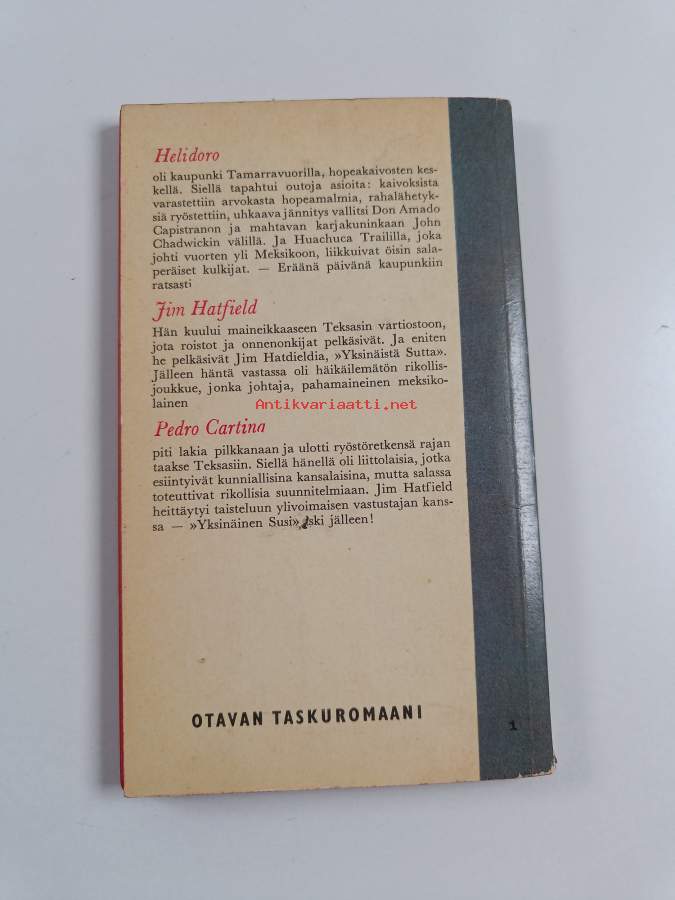 Helidoro
oli kaupunki Tamarravuorilla, hopeakaivosten kes-
kellä. Siellä tapahtui outoja asioita: kaivoksista
varastettiin arvokasta hopeamalmia, rahalähetyk-
siä ryöstettiin, uhkaava jännitys vallitsi Don Amado
Capistranon ja mahtavan karjakuninkaan John
Chadwickin välillä. Ja Huachuca Traililla, joka
johti vuorten yli Meksikoon, liikkuivat öisin sala-
peräiset kulkijat. — Eräänä päivänä kaupunkiin
ratsasti
Jim Hatfield
Hän kuului maineikkaaseen Teksasin vartiostoon,
jota roistot ja onnenonkijat pelkäsivät. Ja eniten
he pelkäsivät Jim Hatdieldia, »Yksinäistä Sutta».
Jälleen häntä vastassa oli häikäilemätön rikollis-
joukkue, jonka johtaja, pahamaineinen meksiko-
lainen
Antikvariaatti.net
Pedro Cartina
piti lakia pilkkanaan ja ulotti ryöstöretkensä rajan
taakse Teksasiin. Siellä hänellä oli liittolaisia, jotka
esiintyivät kunniallisina kansalaisina, mutta salassa
toteuttivat rikollisia suunnitelmiaan. Jim Hatfield
heittäytyi taisteluun ylivoimaisen vastustajan kans-
sa — »Yksinäinen Susi» iski jälleen!
OTAVAN TASKUROMAANI
1